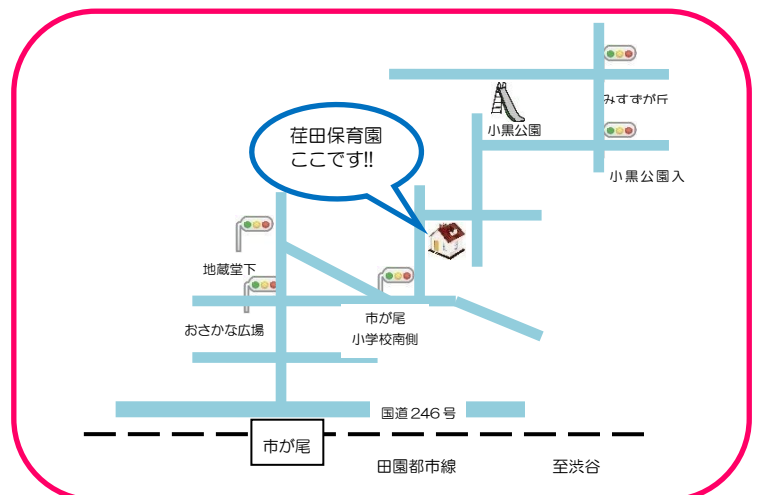 みすずが丘
小黒公園
荏田保育園
ここです!!
小黒公園入
地蔵堂下
おさかな広場
市が尾
小学校南側
国道246号
市が尾
田園都市線
至渋谷